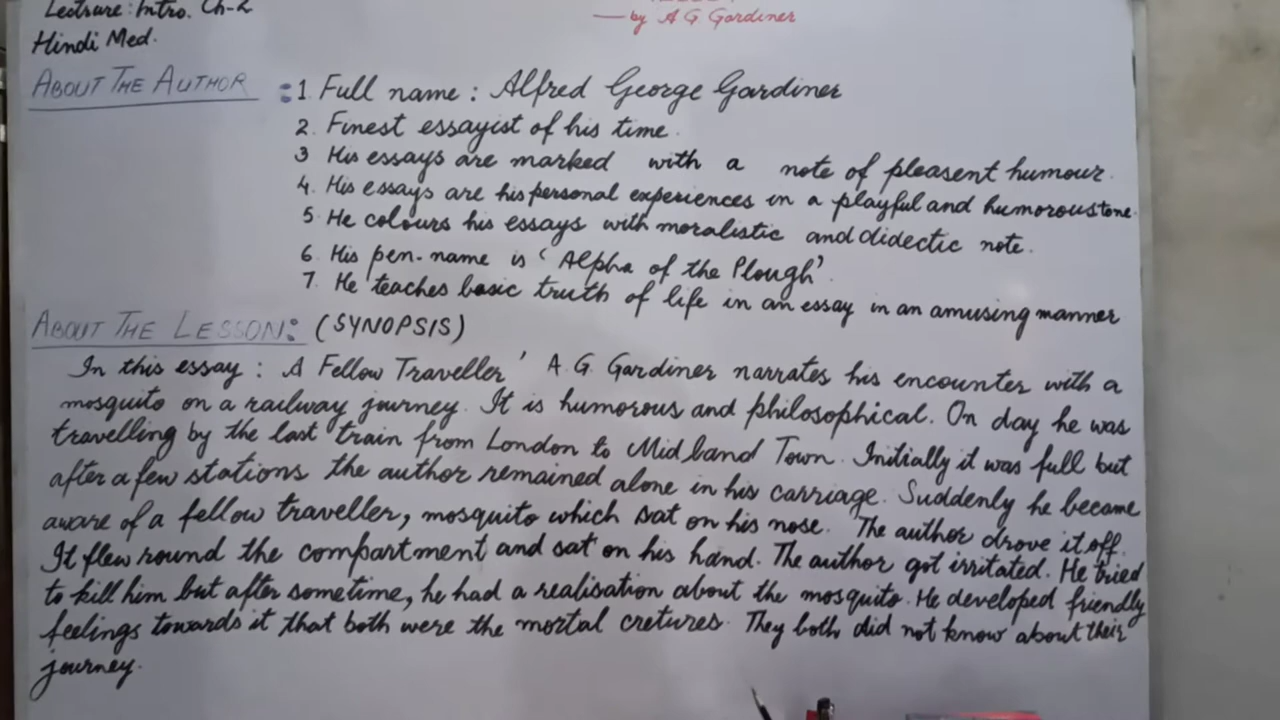 Lecture: Intro. Ch-2
— by A G. Gardiner
Hindi Med.
ABOUT THE AUTHOR :1. Full name : Alfred George Gardiner
2. Finest essayist of his time.
3 His essays are marked with a note of pleasent humour.
4. His essays are his personal experiences in a playful and humorous tone.
5. He colours his essays with moralistic and didectic note.
6. His pen-name is 'Alpha of the Plough'.
7. He teaches basic truth of life in an essay in an amusing manner
ABOUT THE LESSON: (SYNOPSIS)
In this essay : A Fellow Traveller' A.G. Gardiner narrates his encounter with a
mosquito on a railway journey. It is humorous and philosophical. On day he was
travelling by the last train from London to Midland Town. Initially it was full but
after a few stations the author remained alone in his carriage. Suddenly he became
aware of a fellow traveller, mosquito which sat on his nose. The author drove it off.
It flew round the compartment and sat on his hand. The author got irritated. He tried
to kill him but after sometime, he had a realisation about the mosquito. He developed friendly
feelings towards it that both were the mortal cretures. They both did not know about their
journey.